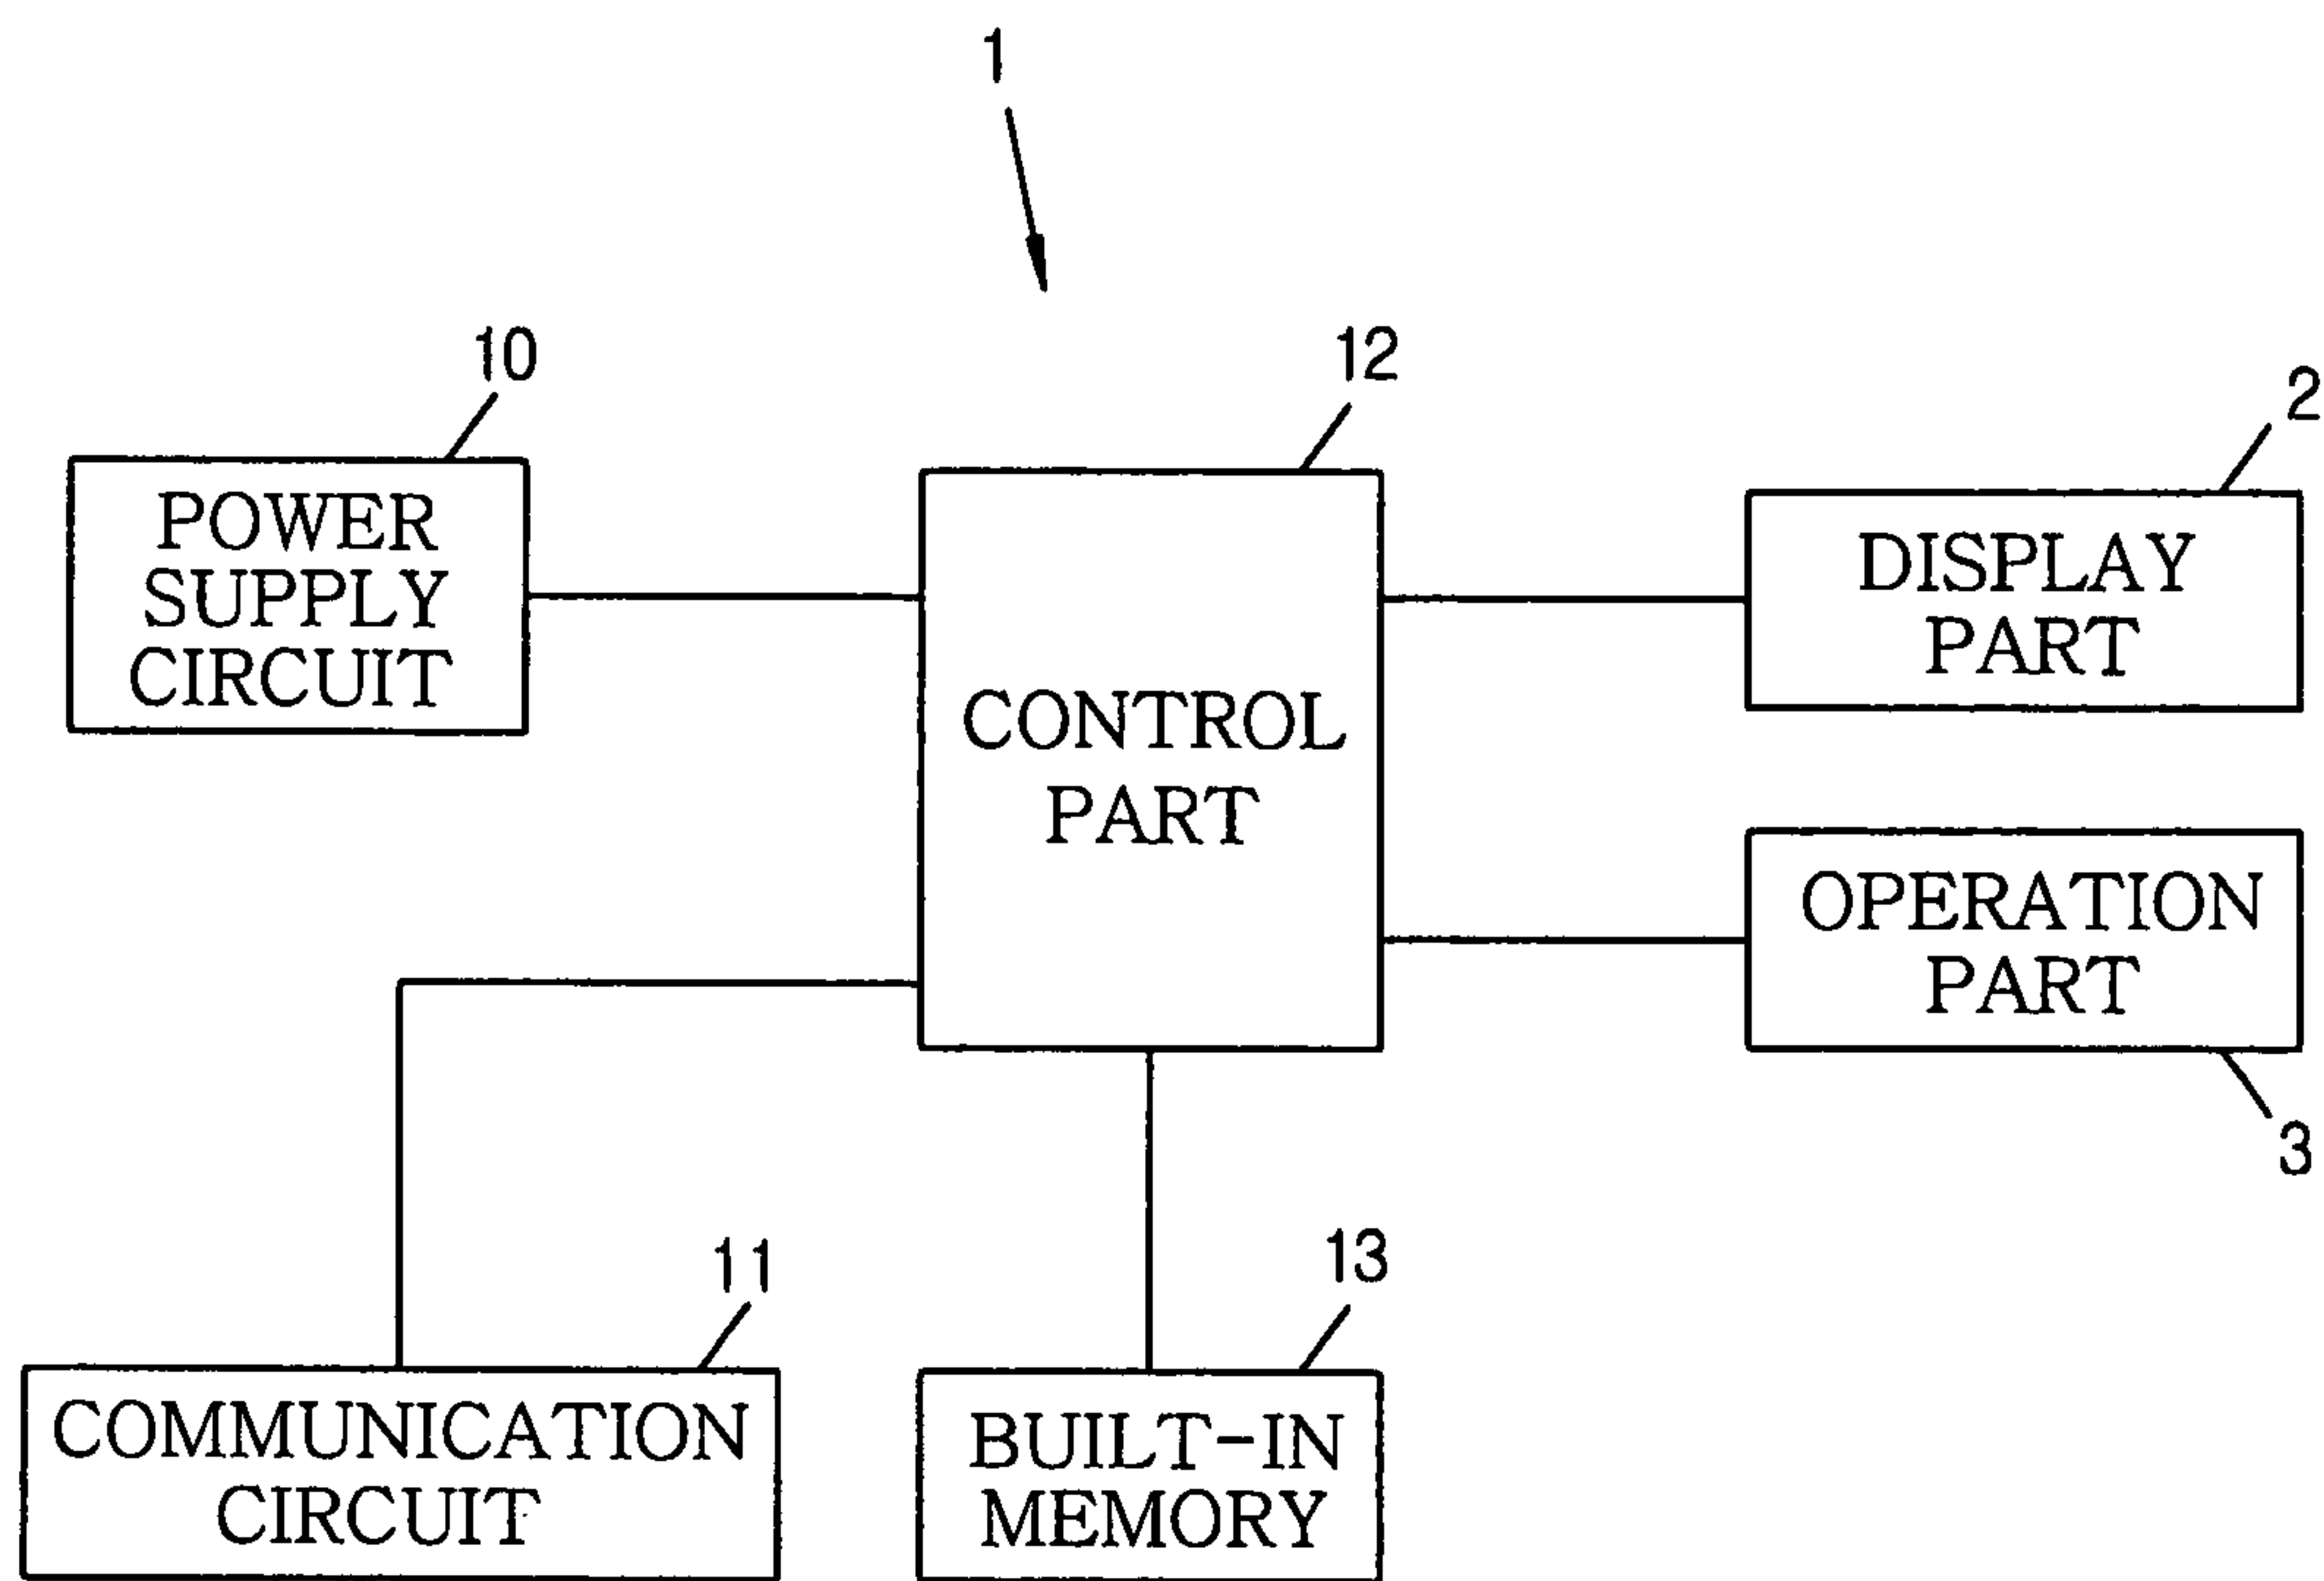 1
10
POWER
SUPPLY
CIRCUIT
12
CONTROL
PART
2
DISPLAY
PART
OPERATION
PART
3
11
COMMUNICATION
CIRCUIT
13
BUILT-IN
MEMORY